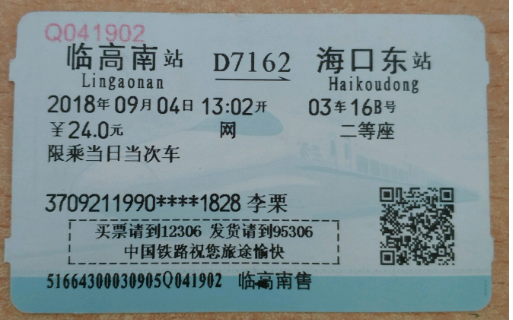 Q041902
临高南站 D7162 海口东站
Lingaonan Haikoudong
2018年09月04日13:02开 03车16B号
￥24.0元 网 二等座
限乘当日当次车
3709211990****1828 李栗
买票请到12306 发货请到95306
中国铁路祝您旅途愉快
51664300030905Q041902 临高南售